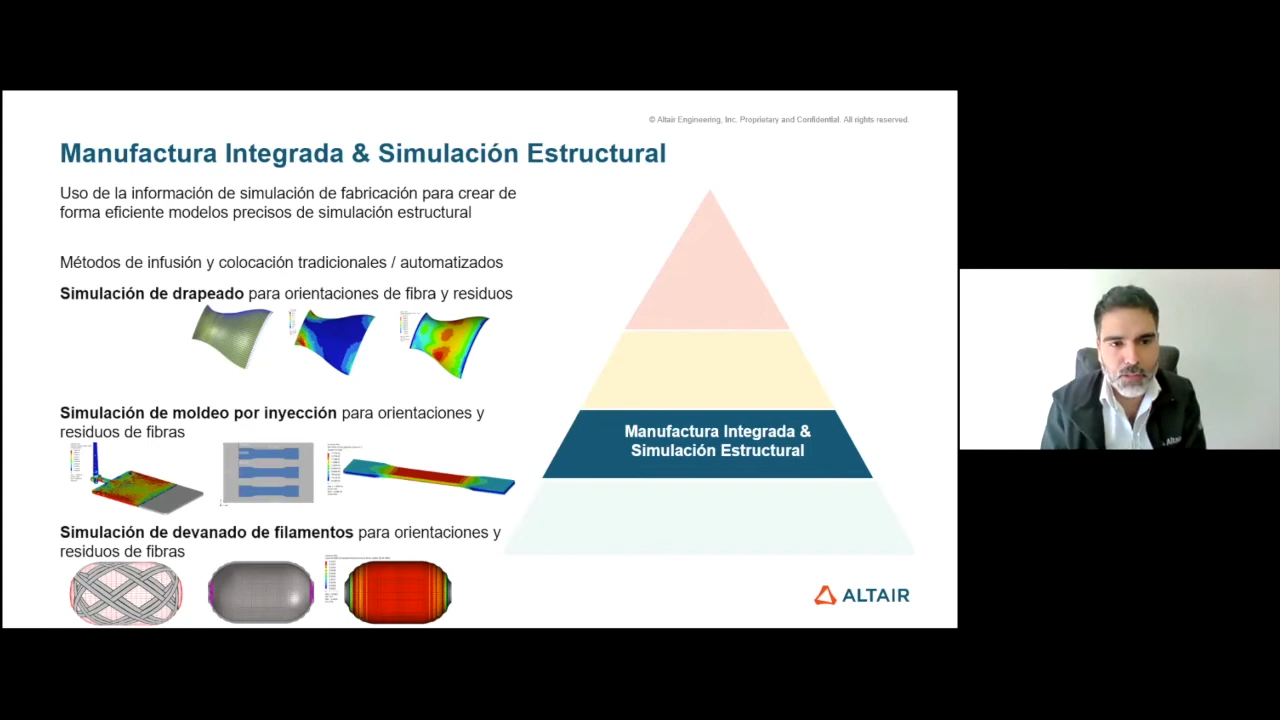 © Altair Engineering, Inc. Proprietary and Confidential. All rights reserved.
Manufactura Integrada & Simulación Estructural
Uso de la información de simulación de fabricación para crear de
forma eficiente modelos precisos de simulación estructural
Métodos de infusión y colocación tradicionales / automatizados
Simulación de drapeado para orientaciones de fibra y residuos
Simulación de moldeo por inyección para orientaciones y
residuos de fibras
Simulación de devanado de filamentos para orientaciones y
residuos de fibras
Manufactura Integrada &
Simulación Estructural
ALTAIR
Altair